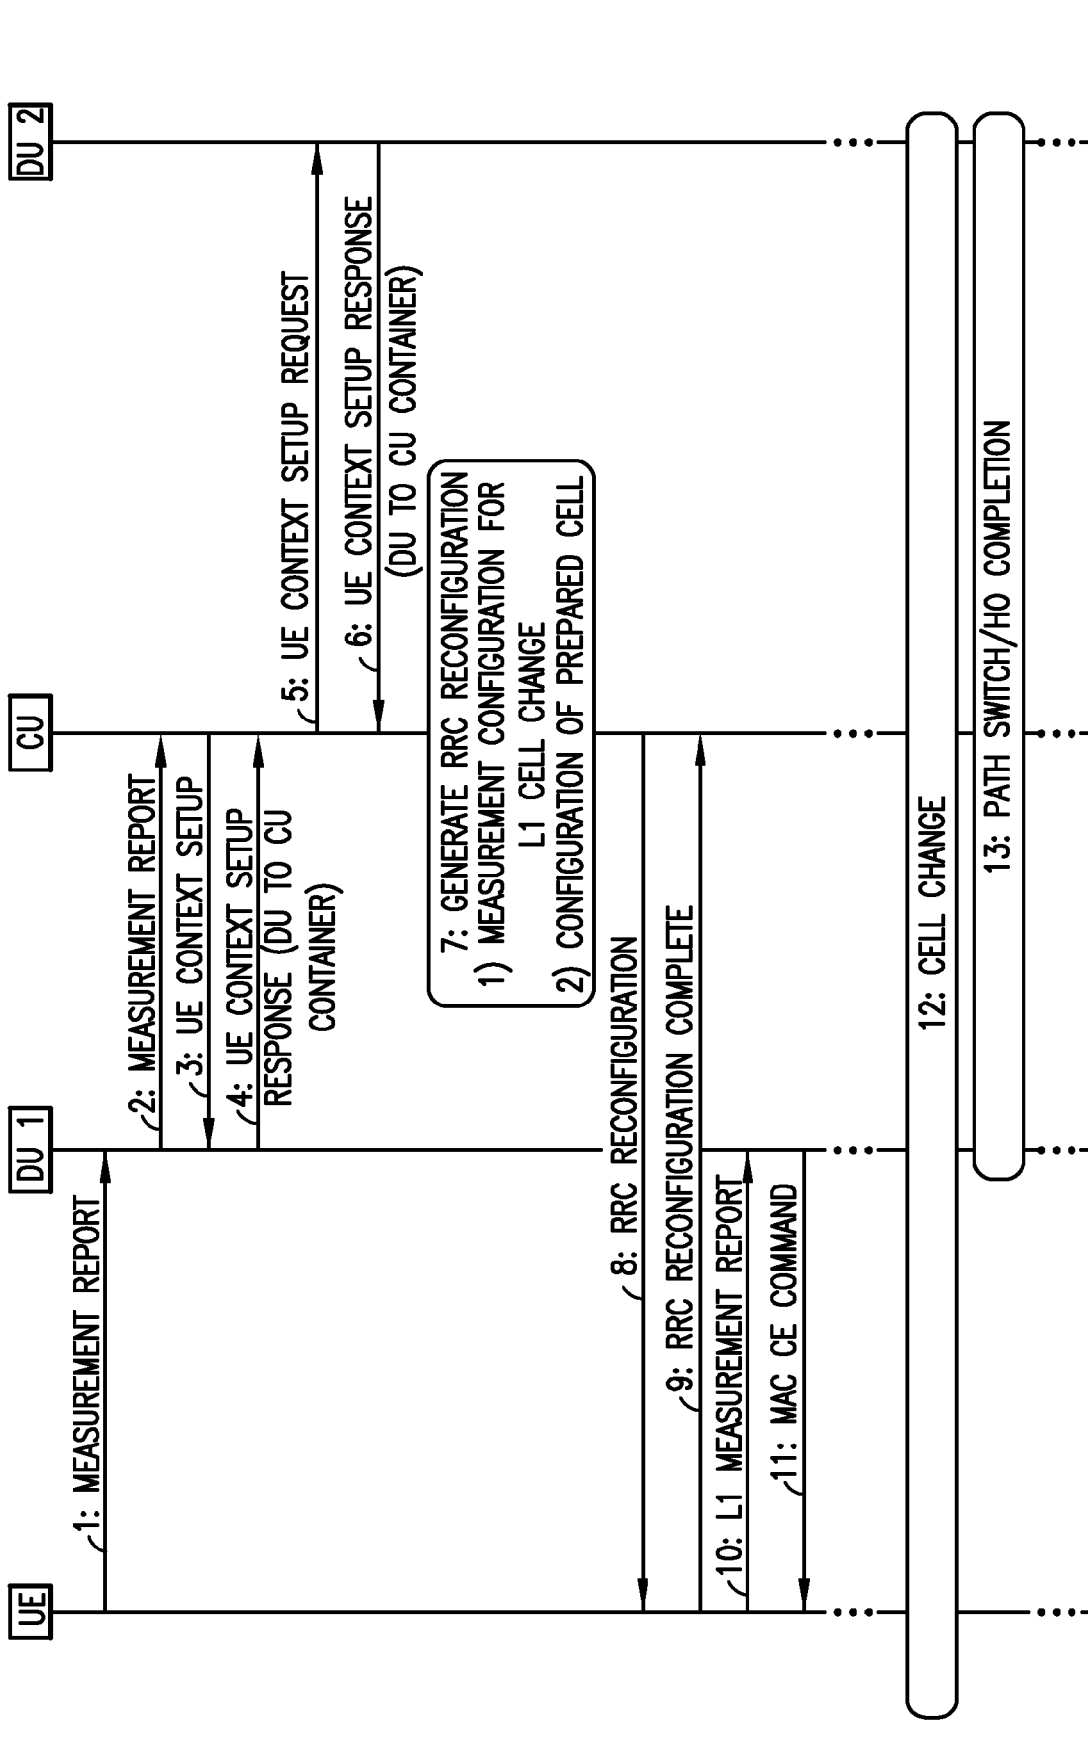 UE
DU 1
CU
DU 2
1: MEASUREMENT REPORT
2: MEASUREMENT REPORT
3: UE CONTEXT SETUP
4: UE CONTEXT SETUP
RESPONSE (DU TO CU
CONTAINER)
5: UE CONTEXT SETUP REQUEST
6: UE CONTEXT SETUP RESPONSE
(DU TO CU CONTAINER)
7: GENERATE RRC RECONFIGURATION
1) MEASUREMENT CONFIGURATION FOR
L1 CELL CHANGE
2) CONFIGURATION OF PREPARED CELL
8: RRC RECONFIGURATION
9: RRC RECONFIGURATION COMPLETE
10: L1 MEASUREMENT REPORT
11: MAC CE COMMAND
12: CELL CHANGE
13: PATH SWITCH/HO COMPLETION